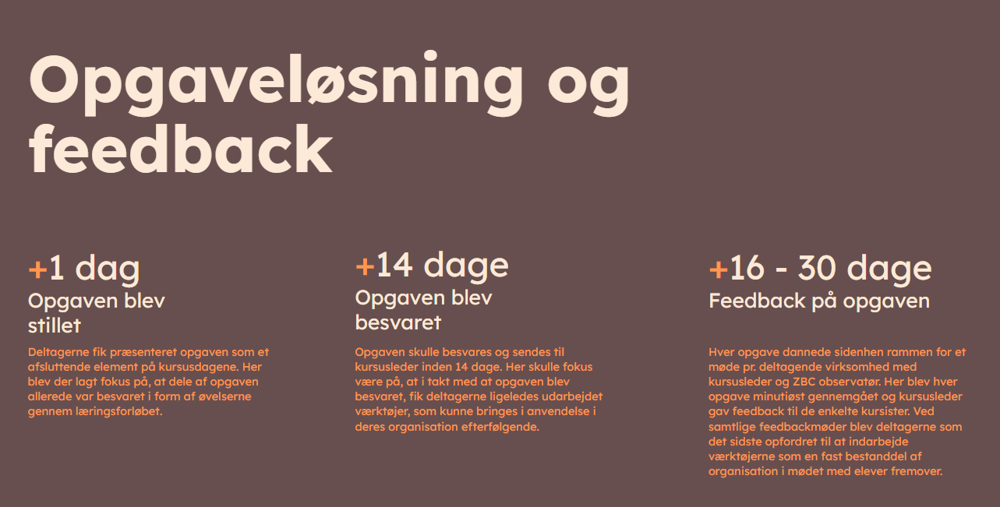 Opgaveløsning og
feedback
+1 dag
Opgaven blev
stillet
Deltagerne fik præsenteret opgaven som et
afsluttende element på kursusdagene. Her
blev der lagt fokus på, at dele af opgaven
allerede var besvaret i form af øvelserne
gennem læringsforløbet.
+14 dage
Opgaven blev
besvaret
Opgaven skulle besvares og sendes til
kursusleder inden 14 dage. Her skulle fokus
være på, at i takt med at opgaven blev
besvaret, fik deltagerne ligeledes udarbejdet
værktøjer, som kunne bringes i anvendelse i
deres organisation efterfølgende.
+16 - 30 dage
Feedback på opgaven
Hver opgave dannede sidenhen rammen for et
møde pr. deltagende virksomhed med
kursusleder og ZBC observatør. Her blev hver
opgave minutiøst gennemgået og kursusleder
gav feedback til de enkelte kursister. Ved
samtlige feedbackmøder blev deltagerne som
det sidste opfordret til at indarbejde
værktøjerne som en fast bestanddel af
organisation i mødet med elever fremover.